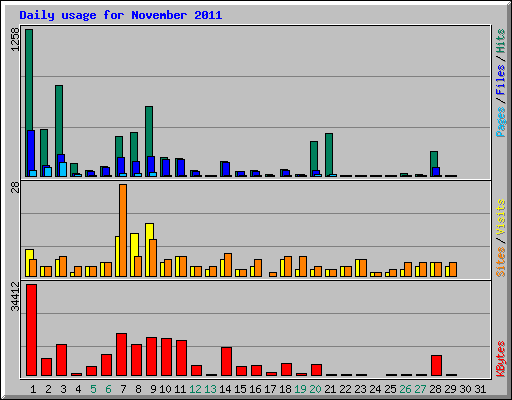 Daily usage for November 2011
1258
28
34412
Pages / Files / Hits
Sites / Visits
KBytes
1 2 3 4 5 6 7 8 9 10 11 12 13 14 15 16 17 18 19 20 21 22 23 24 25 26 27 28 29 30 31